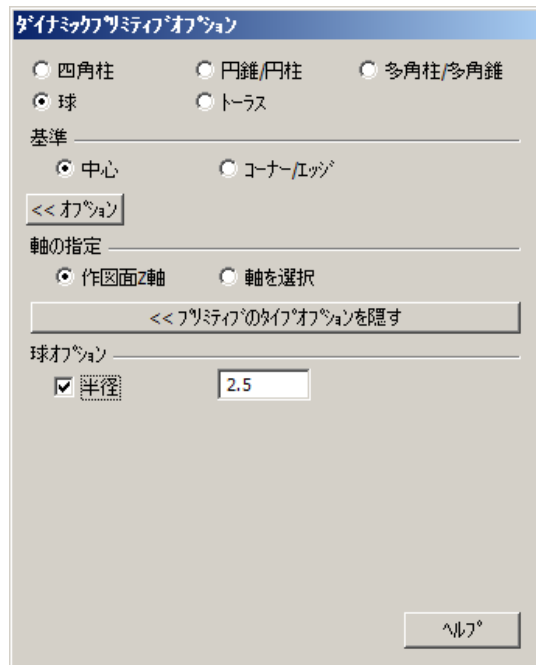 ﾀﾞｲﾅﾐｯｸﾌﾟﾘﾐﾃｨﾌﾞｵﾌﾟｼｮﾝ
四角柱 円錐/円柱 多角柱/多角錐
球 ﾄｰﾗｽ
基準
中心 ｺｰﾅｰ/ｴｯｼﾞ
<< ｵﾌﾟｼｮﾝ
軸の指定
作図面Z軸 軸を選択
<< ﾌﾟﾘﾐﾃｨﾌﾞのﾀｲﾌﾟｵﾌﾟｼｮﾝを隠す
球ｵﾌﾟｼｮﾝ
半径 2.5
ﾍﾙﾌﾟ